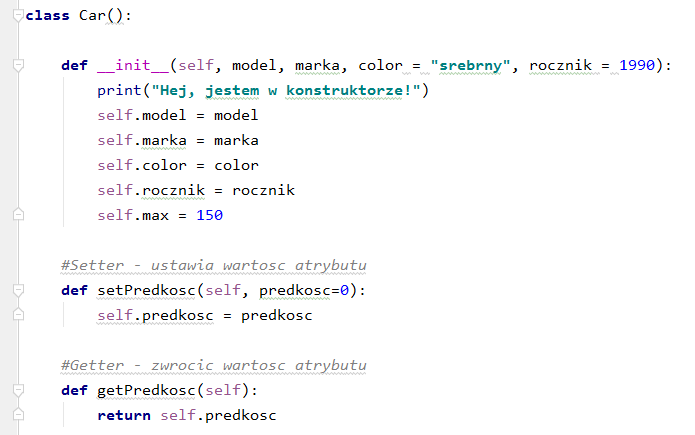 class Car():
def __init__(self, model, marka, color = "srebrny", rocznik = 1990):
print("Hej, jestem w konstruktorze!")
self.model = model
self.marka = marka
self.color = color
self.rocznik = rocznik
self.max = 150
#Setter - ustawia wartosc atrybutu
def setPredkosc(self, predkosc=0):
self.predkosc = predkosc
#Getter - zwrocic wartosc atrybutu
def getPredkosc(self):
return self.predkosc